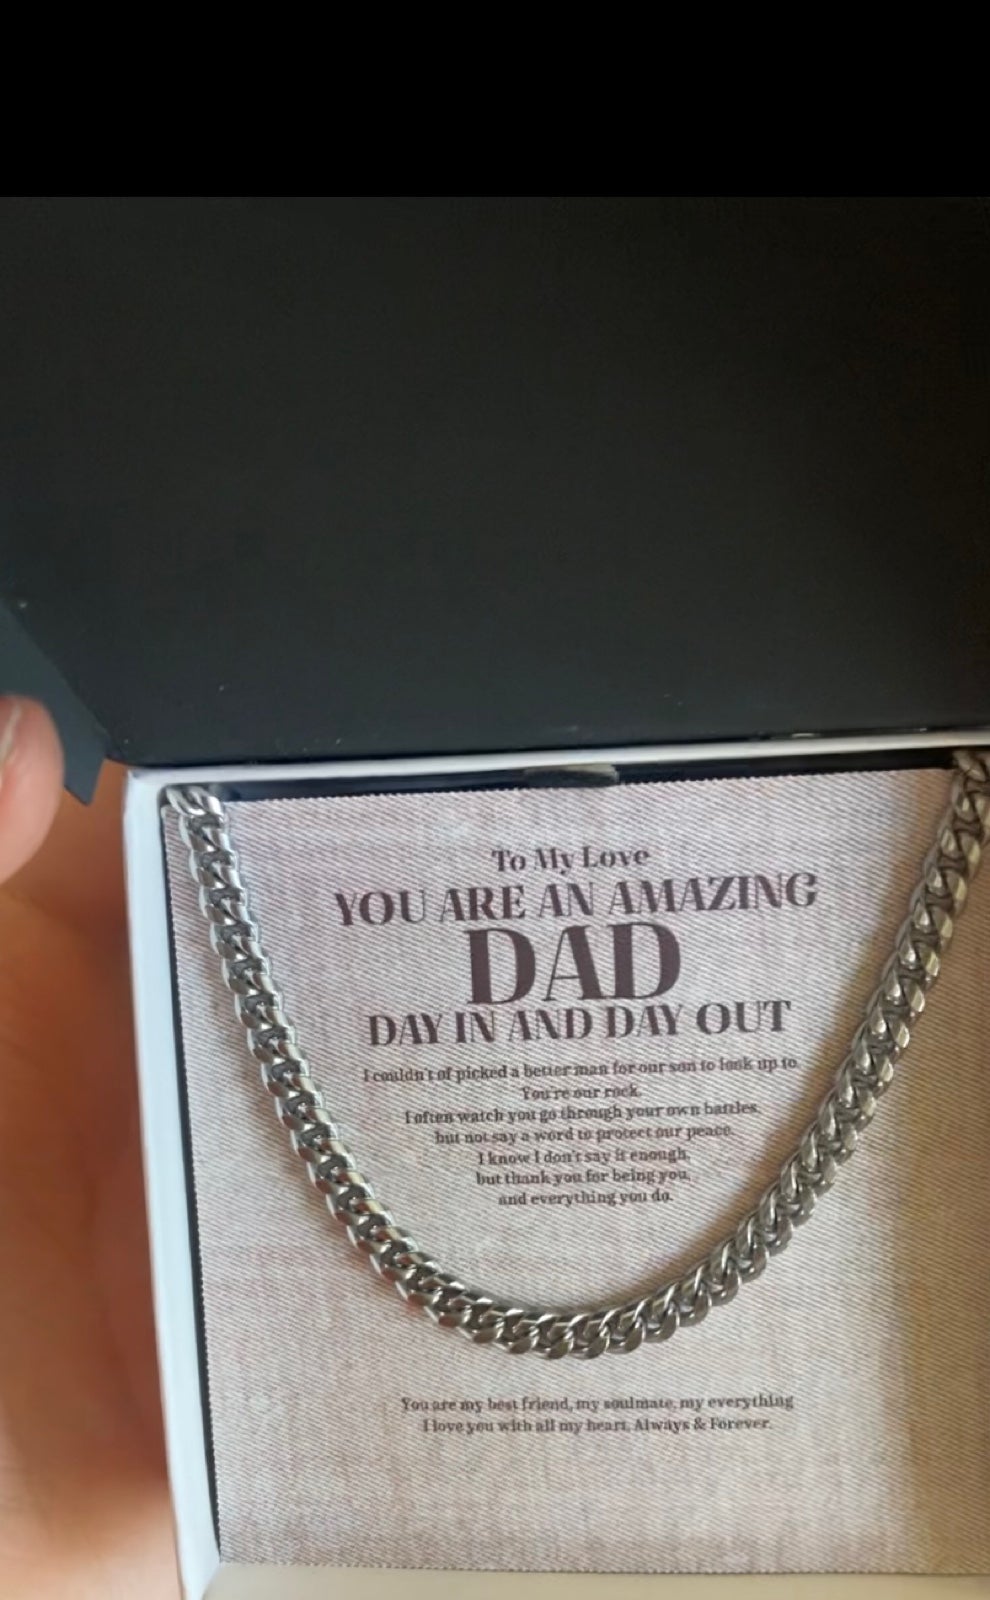 To My Love
YOU ARE AN AMAZING
DAD
DAY IN AND DAY OUT
I couldn't of picked a better man for our son to look up to.
You're our rock.
I often watch you go through your own battles,
but not say a word to protect our peace.
I know I don't say it enough,
but thank you for being you,
and everything you do.
You are my best friend, my soulmate, my everything
I love you with all my heart, Always & Forever.